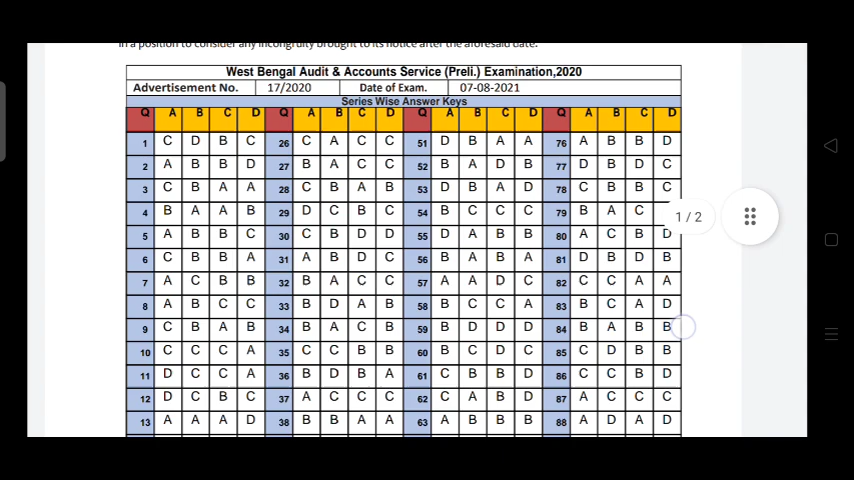 in a position to consider any incongruity brought to its notice after the aforesaid date.
West Bengal Audit & Accounts Service (Preli.) Examination,2020
Advertisement No. 17/2020 Date of Exam. 07-08-2021
Series Wise Answer Keys
Q A B C D Q A B C D Q A B C D Q A B C D
1 C D B C 26 C A C C 51 D B A A 76 A B B D
2 A B B D 27 B A C C 52 B A D B 77 D B D C
3 C B A A 28 C B A B 53 D B A D 78 C B B C
4 B A A B 29 D C B C 54 B C C C 79 B A C
5 A B B C 30 C B D D 55 D A B B 80 A C B D
6 C B B A 31 A B D C 56 B A B A 81 D B D B
7 A C B B 32 B A C C 57 A A D C 82 C C A A
8 A B C C 33 B D A B 58 B C C A 83 B C A D
9 C B A B 34 B A C B 59 B D D D 84 B A B B
10 C C C A 35 C C B B 60 B C D C 85 C D B B
11 D C C A 36 B D B A 61 C B B D 86 C C B D
12 D C B C 37 A C C C 62 C A B D 87 A C C C
13 A A A D 38 B B A A 63 A B B B 88 A D A D
1 / 2